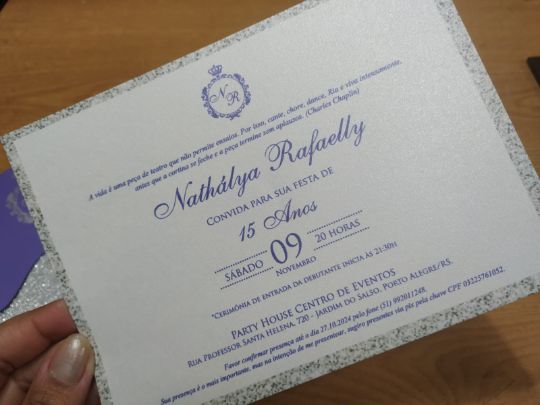 N R
A vida é uma peça de teatro que não permite ensaios. Por isso, cante, chore, dance, Ria e viva intensamente,
antes que a cortina se feche e a peça termine sem aplausos. (Charles Chaplin)
Nathálya Rafaelly
CONVIDA PARA SUA FESTA DE
15 Anos
SÁBADO 09 20 HORAS
NOVEMBRO
*CERIMÔNIA DE ENTRADA DA DEBUTANTE INICIA ÀS 21:30H
PARTY HOUSE CENTRO DE EVENTOS
RUA PROFESSOR SANTA HELENA, 720 - JARDIM DO SALSO, PORTO ALEGRE/RS.
Favor confirmar presença até o dia 27.10.2024 pelo fone (51) 992011248.
Sua presença é o mais importante, mas na intenção de me presentear, sugiro presentes via pix pela chave CPF 03225761052.